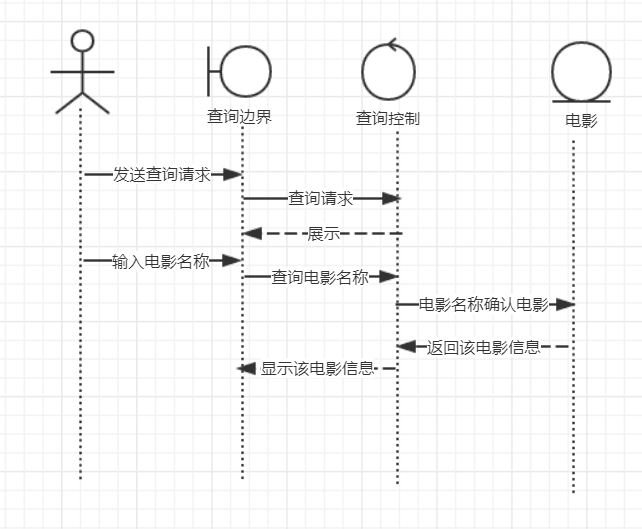 查询边界
查询控制
电影
发送查询请求
查询请求
展示
输入电影名称
查询电影名称
电影名称确认电影
返回该电影信息
显示该电影信息